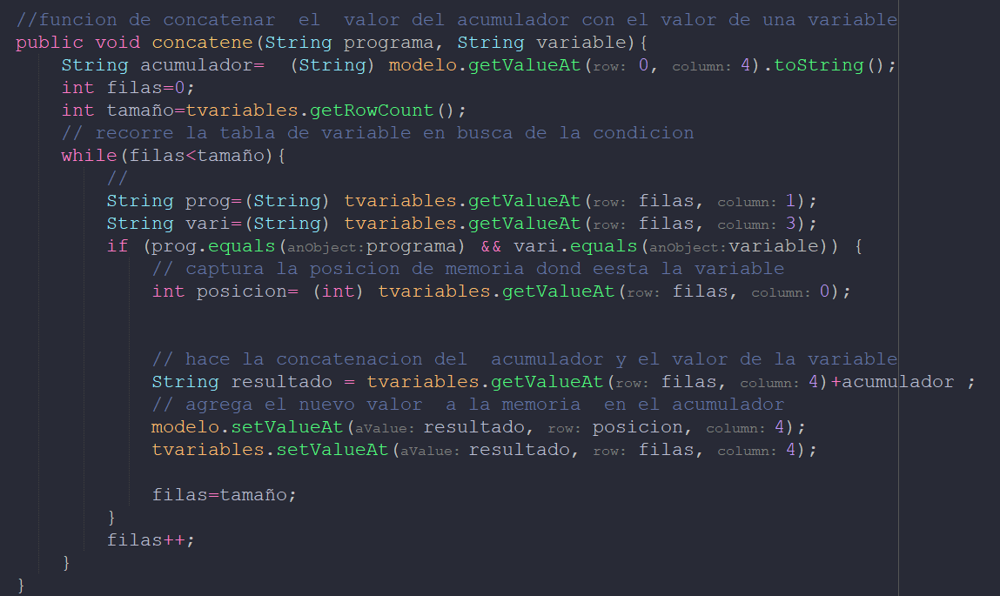 //funcion de concatenar  el  valor del acumulador con el valor de una variable
public void concatene(String programa, String variable){
    String acumulador=  (String) modelo.getValueAt(row: 0, column: 4).toString();
    int filas=0;
    int tamaño=tvariables.getRowCount();
    // recorre la tabla de variable en busca de la condicion
    while(filas<tamaño){
        //
        String prog=(String) tvariables.getValueAt(row: filas, column: 1);
        String vari=(String) tvariables.getValueAt(row: filas, column: 3);
        if (prog.equals(anObject:programa) && vari.equals(anObject:variable)) {
            // captura la posicion de memoria dond eesta la variable
            int posicion= (int) tvariables.getValueAt(row: filas, column: 0);
            // hace la concatenacion del  acumulador y el valor de la variable
            String resultado = tvariables.getValueAt(row: filas, column: 4)+acumulador ;
            // agrega el nuevo valor  a la memoria  en el acumulador
            modelo.setValueAt(aValue: resultado, row: posicion, column: 4);
            tvariables.setValueAt(aValue: resultado, row: filas, column: 4);
            filas=tamaño;
        }
        filas++;
    }
}